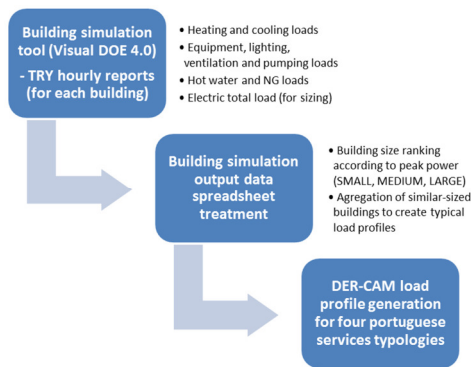 Building simulation
tool (Visual DOE 4.0)
- TRY hourly reports
(for each building)
• Heating and cooling loads
• Equipment, lighting,
ventilation and pumping loads
• Hot water and NG loads
• Electric total load (for sizing)
Building simulation
output data
spreadsheet
treatment
• Building size ranking
according to peak power
(SMALL, MEDIUM, LARGE)
• Agregation of similar-sized
buildings to create typical
load profiles
DER-CAM load
profile generation
for four portuguese
services typologies